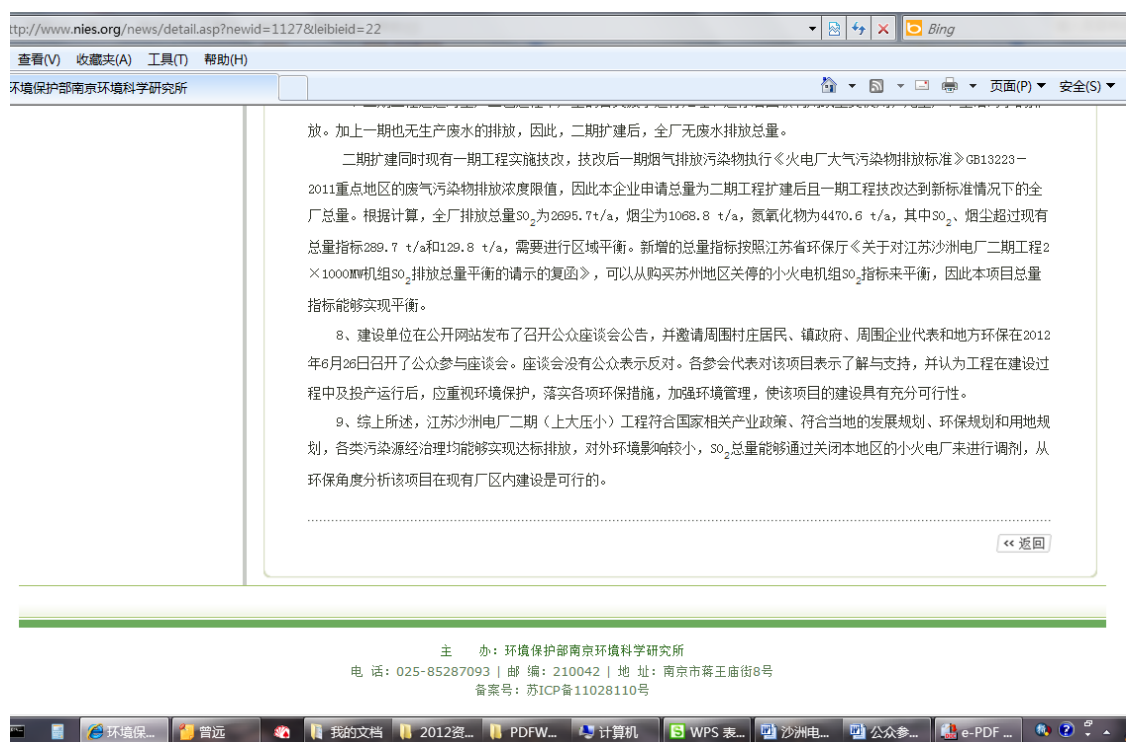 ttp://www.nies.org/news/detail.asp?newid=1127&leibieid=22
Bing
查看(V) 收藏夹(A) 工具(T) 帮助(H)
环境保护部南京环境科学研究所
页面(P) 安全(S)
放。加上一期也无生产废水的排放，因此，二期扩建后，全厂无废水排放总量。
二期扩建同时现有一期工程实施技改，技改后一期烟气排放污染物执行《火电厂大气污染物排放标准》GB13223－
2011重点地区的废气污染物排放浓度限值，因此本企业申请总量为二期工程扩建后且一期工程技改达到新标准情况下的全
厂总量。根据计算，全厂排放总量SO2为2695.7t/a，烟尘为1068.8 t/a，氮氧化物为4470.6 t/a，其中SO2、烟尘超过现有
总量指标289.7 t/a和129.8 t/a，需要进行区域平衡。新增的总量指标按照江苏省环保厅《关于对江苏沙洲电厂二期工程2
×1000MW机组SO2排放总量平衡的请示的复函》，可以从购买苏州地区关停的小火电机组SO2指标来平衡，因此本项目总量
指标能够实现平衡。
8、建设单位在公开网站发布了召开公众座谈会公告，并邀请周围村庄居民、镇政府、周围企业代表和地方环保在2012
年6月26日召开了公众参与座谈会。座谈会没有公众表示反对。各参会代表对该项目表示了解与支持，并认为工程在建设过
程中及投产运行后，应重视环境保护，落实各项环保措施，加强环境管理，使该项目的建设具有充分可行性。
9、综上所述，江苏沙洲电厂二期（上大压小）工程符合国家相关产业政策、符合当地的发展规划、环保规划和用地规
划，各类污染源经治理均能够实现达标排放，对外环境影响较小，SO2总量能够通过关闭本地区的小火电厂来进行调剂，从
环保角度分析该项目在现有厂区内建设是可行的。
<< 返回
主 办：环境保护部南京环境科学研究所
电 话：025-85287093 | 邮 编：210042 | 地 址：南京市蒋王庙街8号
备案号：苏ICP备11028110号
环境保... 曾远 我的文档 2012资... PDFW... 计算机 WPS 表... 沙洲电... 公众参... e-PDF ...